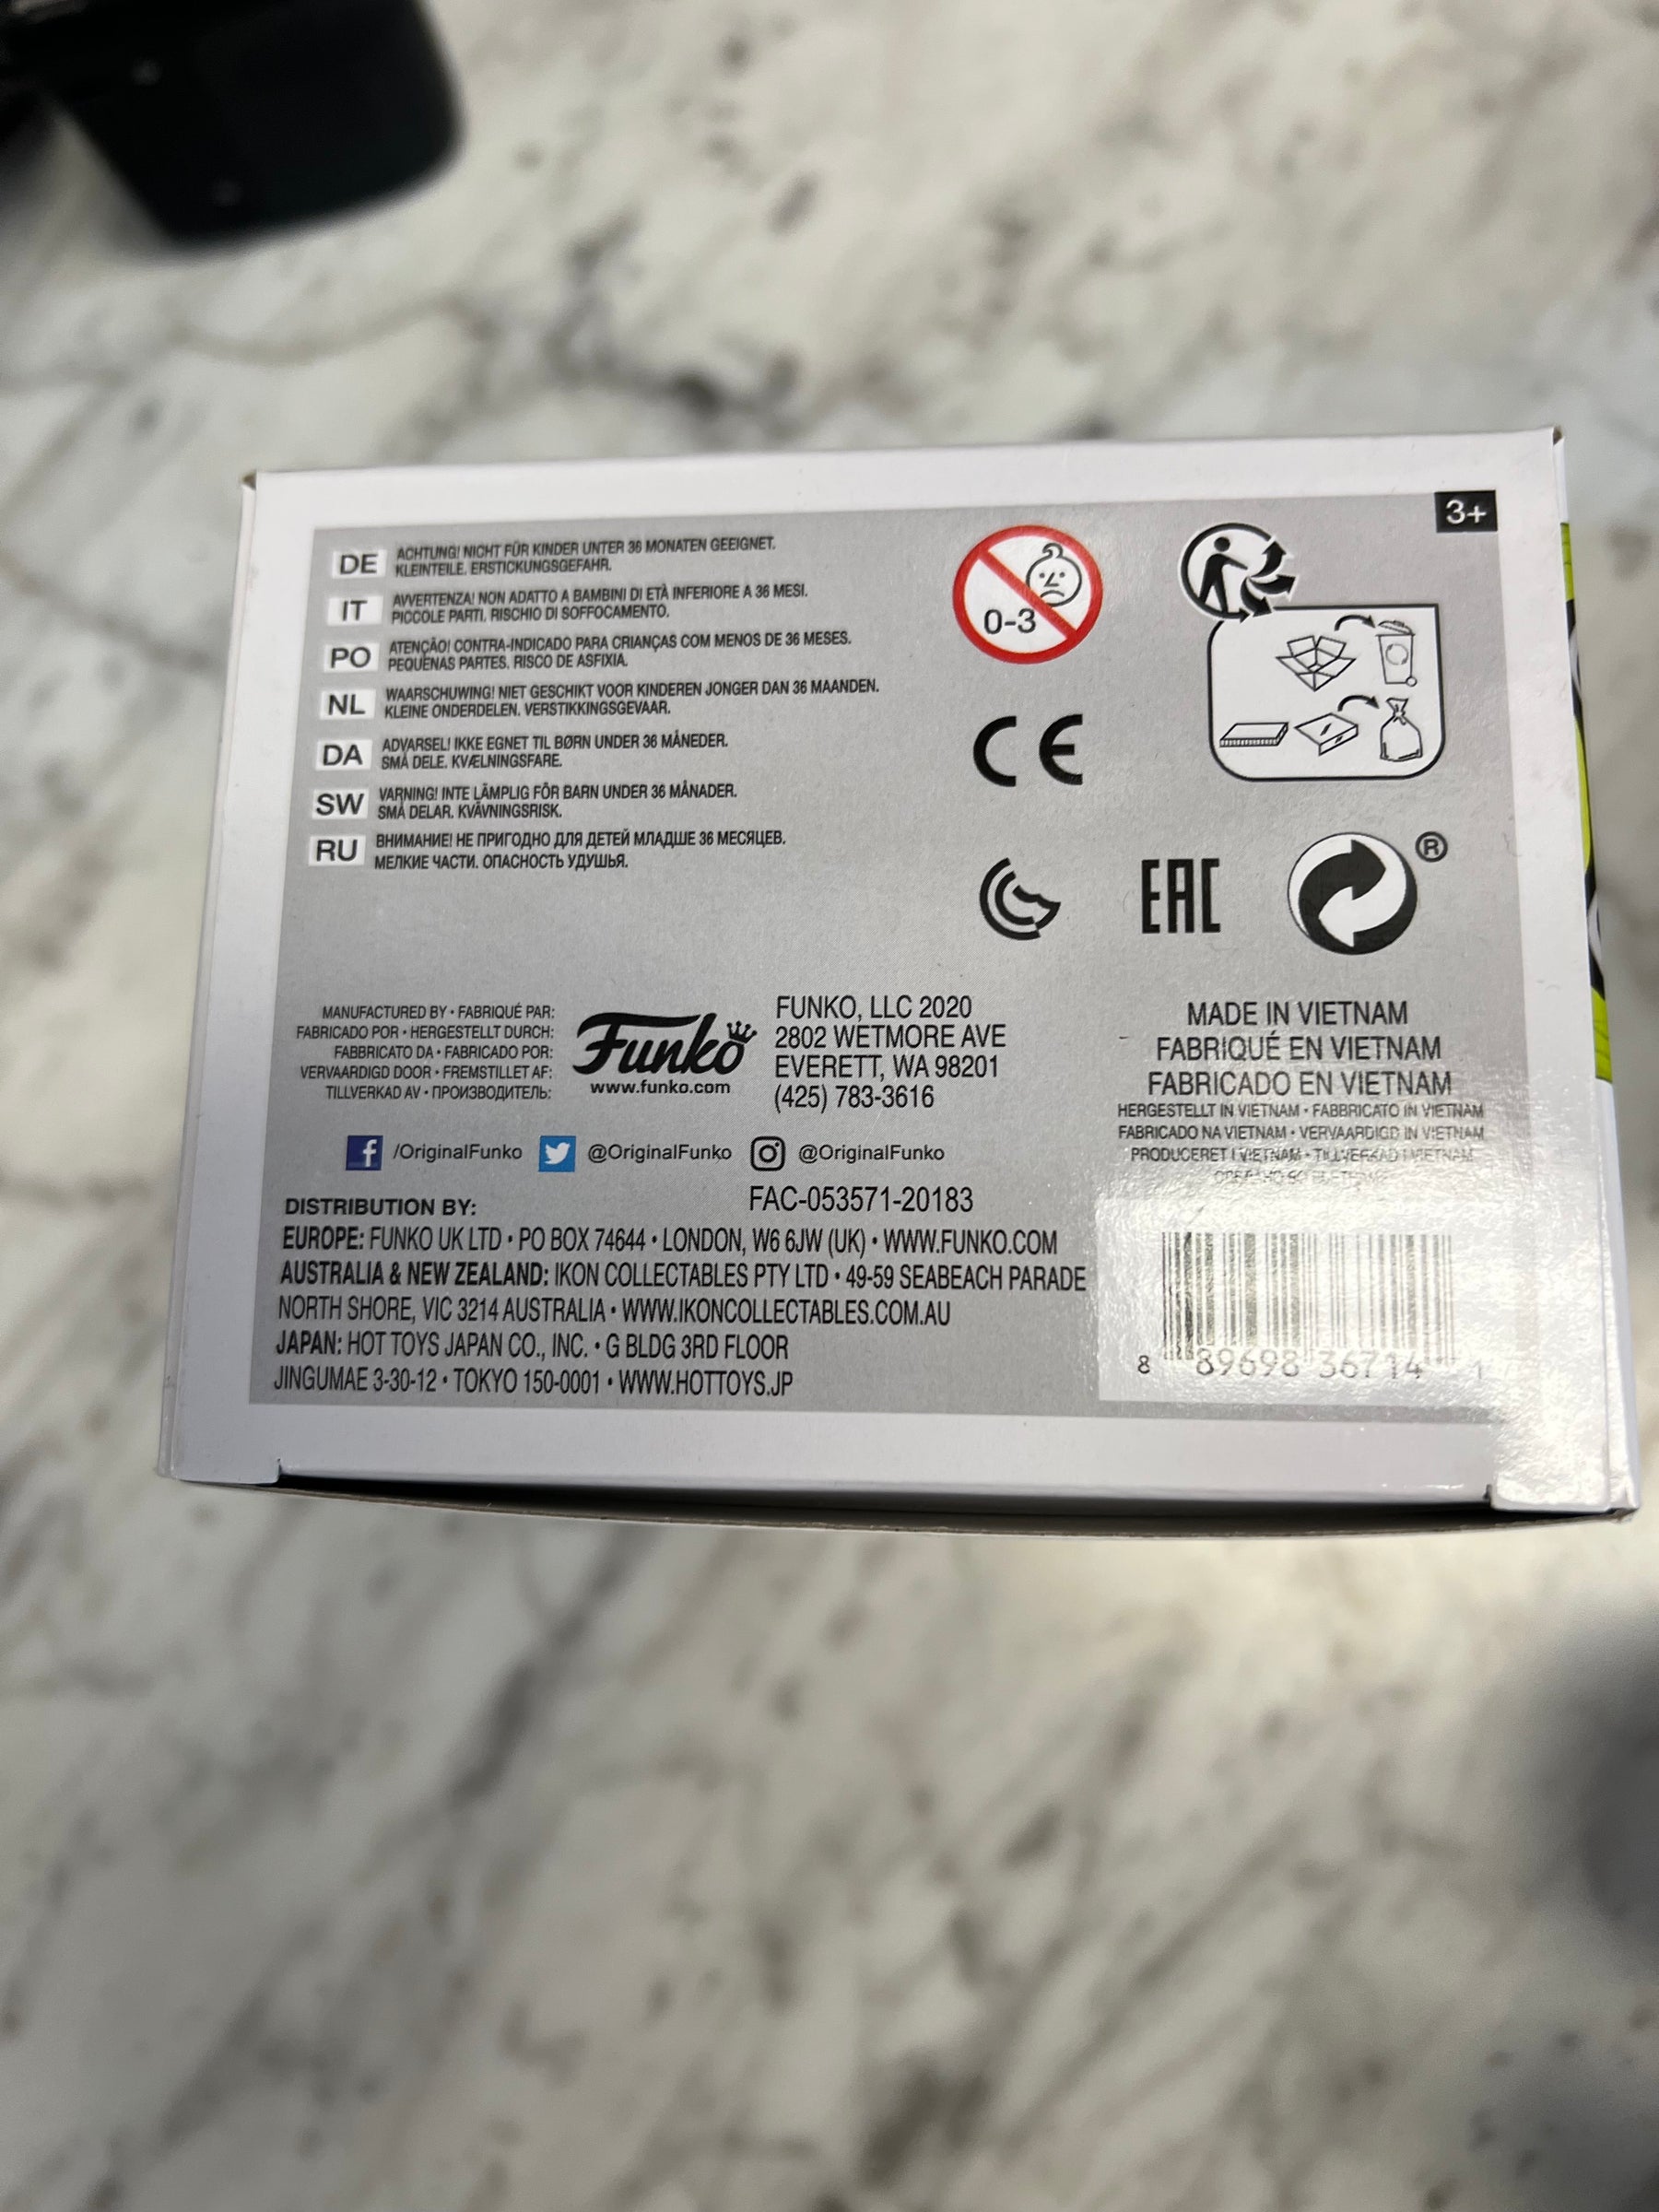 3+
DE
ACHTUNG! NICHT FÜR KINDER UNTER 36 MONATEN GEEIGNET.
KLEINTEILE. ERSTICKUNGSGEFAHR.
IT
AVVERTENZA! NON ADATTO A BAMBINI DI ETÀ INFERIORE A 36 MESI.
PICCOLE PARTI. RISCHIO DI SOFFOCAMENTO.
PO
ATENÇÃO! CONTRA-INDICADO PARA CRIANÇAS COM MENOS DE 36 MESES.
PEQUENAS PARTES. RISCO DE ASFIXIA.
NL
WAARSCHUWING! NIET GESCHIKT VOOR KINDEREN JONGER DAN 36 MAANDEN.
KLEINE ONDERDELEN. VERSTIKKINGSGEVAAR.
DA
ADVARSEL! IKKE EGNET TIL BØRN UNDER 36 MÅNEDER.
SMÅ DELE. KVÆLNINGSFARE.
SW
VARNING! INTE LÄMPLIG FÖR BARN UNDER 36 MÅNADER.
SMÅ DELAR. KVÄVNINGSRISK.
RU
ВНИМАНИЕ! НЕ ПРИГОДНО ДЛЯ ДЕТЕЙ МЛАДШЕ 36 МЕСЯЦЕВ.
МЕЛКИЕ ЧАСТИ. ОПАСНОСТЬ УДУШЬЯ.
0-3
CE
EAC
®
MANUFACTURED BY • FABRIQUÉ PAR:
FABRICADO POR • HERGESTELLT DURCH:
FABBRICATO DA • FABRICADO POR:
VERVAARDIGD DOOR • FREMSTILLET AF:
TILLVERKAD AV • ПРОИЗВОДИТЕЛЬ:
Funko
www.funko.com
FUNKO, LLC 2020
2802 WETMORE AVE
EVERETT, WA 98201
(425) 783-3616
MADE IN VIETNAM
FABRIQUÉ EN VIETNAM
FABRICADO EN VIETNAM
HERGESTELLT IN VIETNAM • FABBRICATO IN VIETNAM
FABRICADO NA VIETNAM • VERVAARDIGD IN VIETNAM
PRODUCERET I VIETNAM • TILLVERKAD I VIETNAM
/OriginalFunko @OriginalFunko @OriginalFunko
FAC-053571-20183
DISTRIBUTION BY:
EUROPE: FUNKO UK LTD • PO BOX 74644 • LONDON, W6 6JW (UK) • WWW.FUNKO.COM
AUSTRALIA & NEW ZEALAND: IKON COLLECTABLES PTY LTD • 49-59 SEABEACH PARADE
NORTH SHORE, VIC 3214 AUSTRALIA • WWW.IKONCOLLECTABLES.COM.AU
JAPAN: HOT TOYS JAPAN CO., INC. • G BLDG 3RD FLOOR
JINGUMAE 3-30-12 • TOKYO 150-0001 • WWW.HOTTOYS.JP
8 89698 36714 1